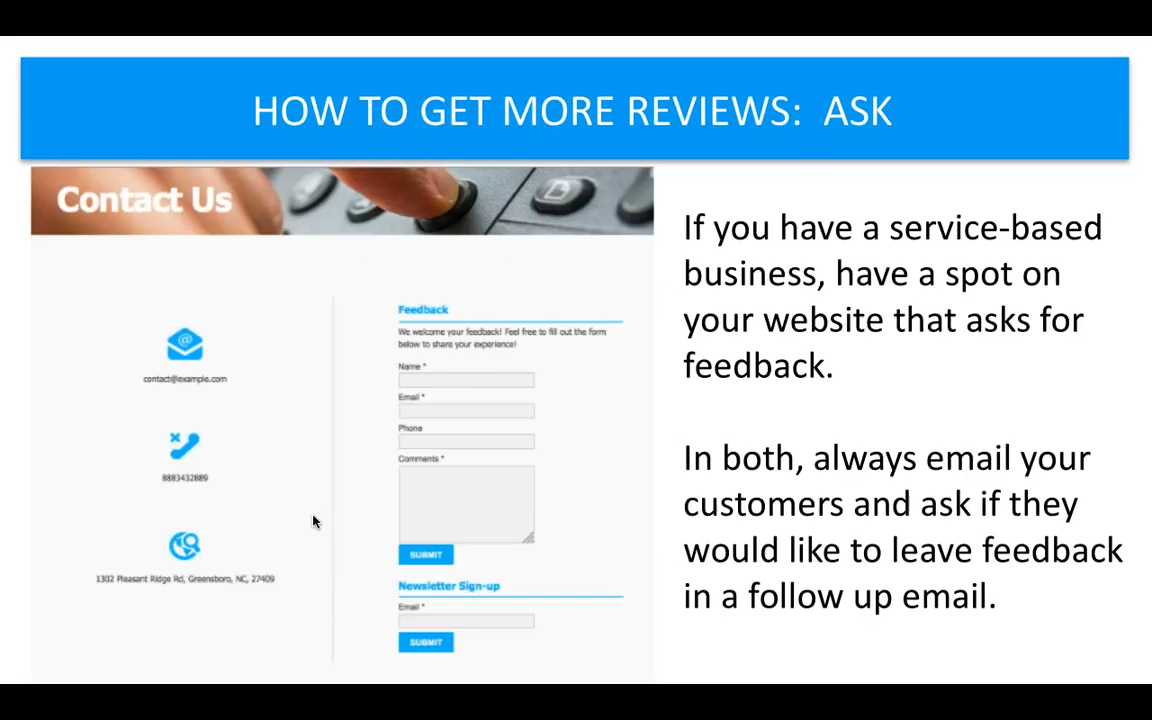 HOW TO GET MORE REVIEWS: ASK
Contact Us
@
contact@example.com
8883432889
1302 Pleasant Ridge Rd, Greensboro, NC, 27409
Feedback
We welcome your feedback! Feel free to fill out the form
below to share your experience!
Name *
Email *
Phone
Comments *
SUBMIT
Newsletter Sign-up
Email *
SUBMIT
If you have a service-based
business, have a spot on
your website that asks for
feedback.
In both, always email your
customers and ask if they
would like to leave feedback
in a follow up email.